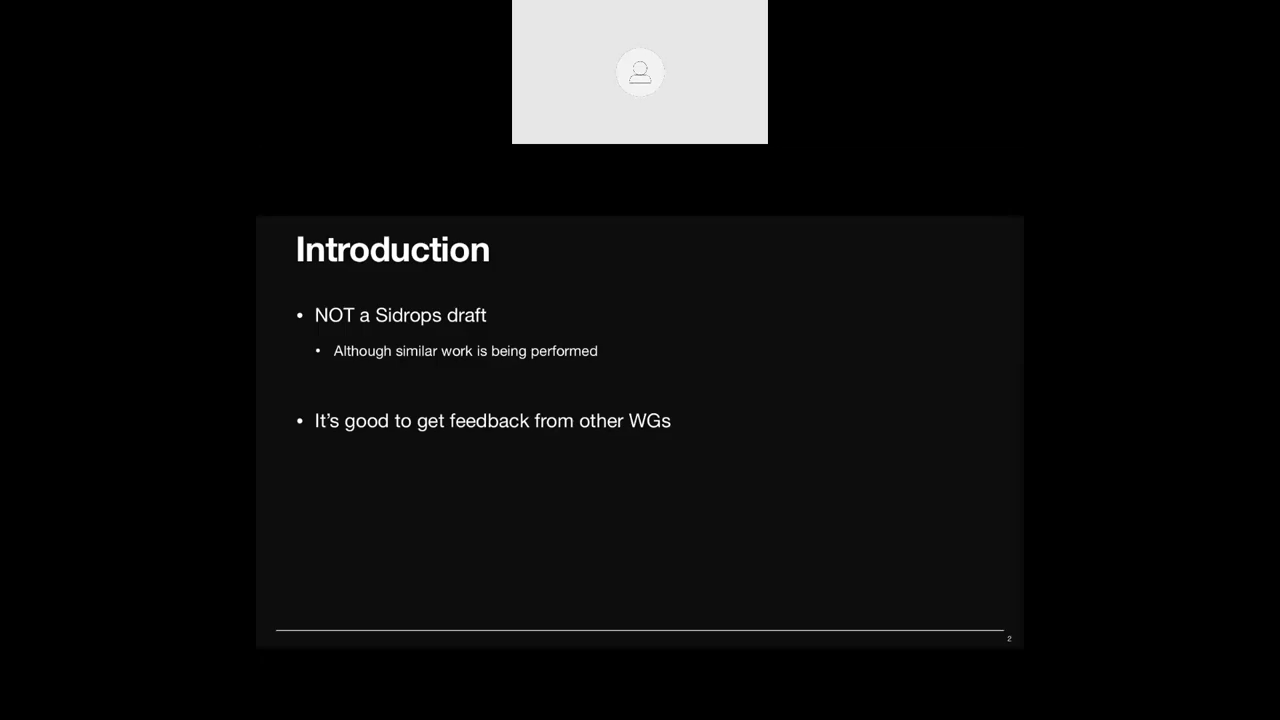 Introduction
• NOT a Sidrops draft
• Although similar work is being performed
• It’s good to get feedback from other WGs
2